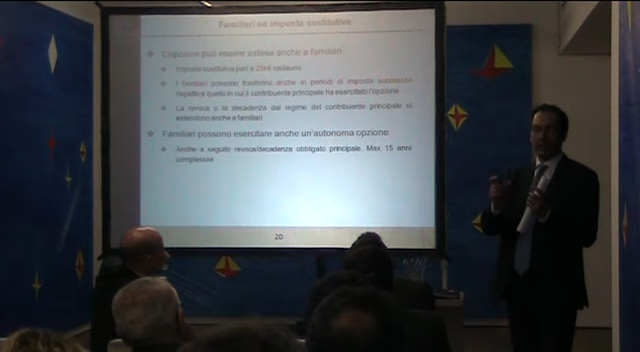 Familiari ed imposta sostitutiva
L'opzione può essere estesa anche a familiari
Imposta sostitutiva pari a 25k€ cadauno
I familiari possono trasferirsi anche in periodi di imposta successivi
rispetto a quello in cui il contribuente principale ha esercitato l'opzione
La revoca o la decadenza dal regime del contribuente principale si
estendono anche a familiari
Familiari possono esercitare anche un'autonoma opzione
Anche a seguito revoca/decadenza obbligato principale. Max 15 anni
complessivi
20